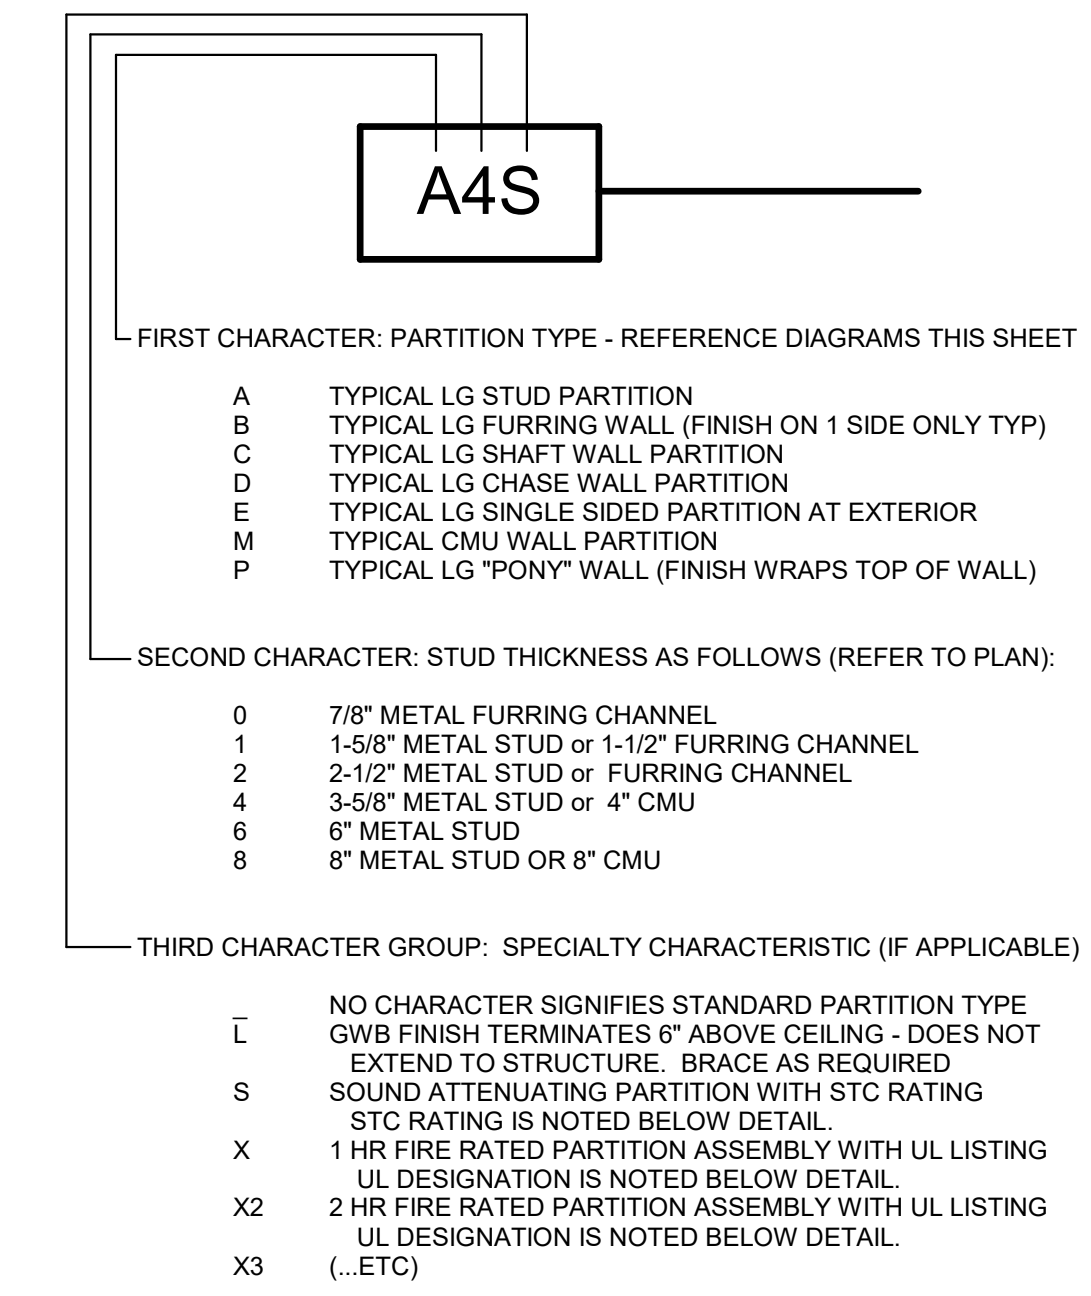 A4S
FIRST CHARACTER: PARTITION TYPE - REFERENCE DIAGRAMS THIS SHEET
A TYPICAL LG STUD PARTITION
B TYPICAL LG FURRING WALL (FINISH ON 1 SIDE ONLY TYP)
C TYPICAL LG SHAFT WALL PARTITION
D TYPICAL LG CHASE WALL PARTITION
E TYPICAL LG SINGLE SIDED PARTITION AT EXTERIOR
M TYPICAL CMU WALL PARTITION
P TYPICAL LG "PONY" WALL (FINISH WRAPS TOP OF WALL)
SECOND CHARACTER: STUD THICKNESS AS FOLLOWS (REFER TO PLAN):
0 7/8" METAL FURRING CHANNEL
1 1-5/8" METAL STUD or 1-1/2" FURRING CHANNEL
2 2-1/2" METAL STUD or FURRING CHANNEL
4 3-5/8" METAL STUD or 4" CMU
6 6" METAL STUD
8 8" METAL STUD OR 8" CMU
THIRD CHARACTER GROUP: SPECIALTY CHARACTERISTIC (IF APPLICABLE)
_ NO CHARACTER SIGNIFIES STANDARD PARTITION TYPE
L GWB FINISH TERMINATES 6" ABOVE CEILING - DOES NOT
EXTEND TO STRUCTURE. BRACE AS REQUIRED
S SOUND ATTENUATING PARTITION WITH STC RATING
STC RATING IS NOTED BELOW DETAIL.
X 1 HR FIRE RATED PARTITION ASSEMBLY WITH UL LISTING
UL DESIGNATION IS NOTED BELOW DETAIL.
X2 2 HR FIRE RATED PARTITION ASSEMBLY WITH UL LISTING
UL DESIGNATION IS NOTED BELOW DETAIL.
X3 (...ETC)